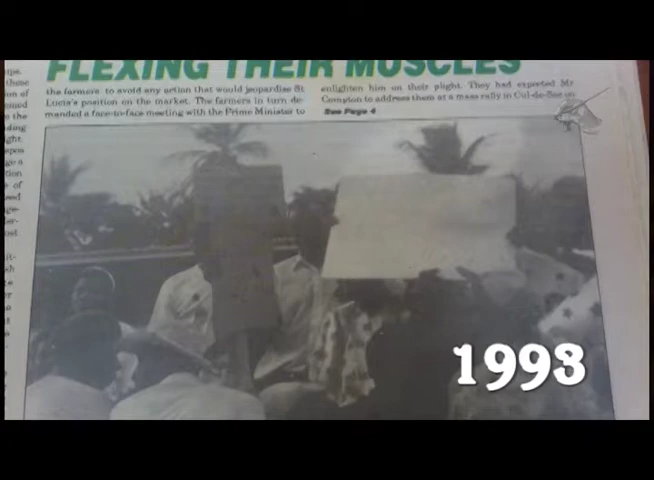 FLEXING THEIR MUSCLES
the farmers to avoid any action that would jeopardise St
Lucia's position on the market. The farmers in turn de-
manded a face-to-face meeting with the Prime Minister to
enlighten him on their plight. They had expected Mr
Compton to address them at a mass rally in Cul-de-Sac on
See Page 4
1993